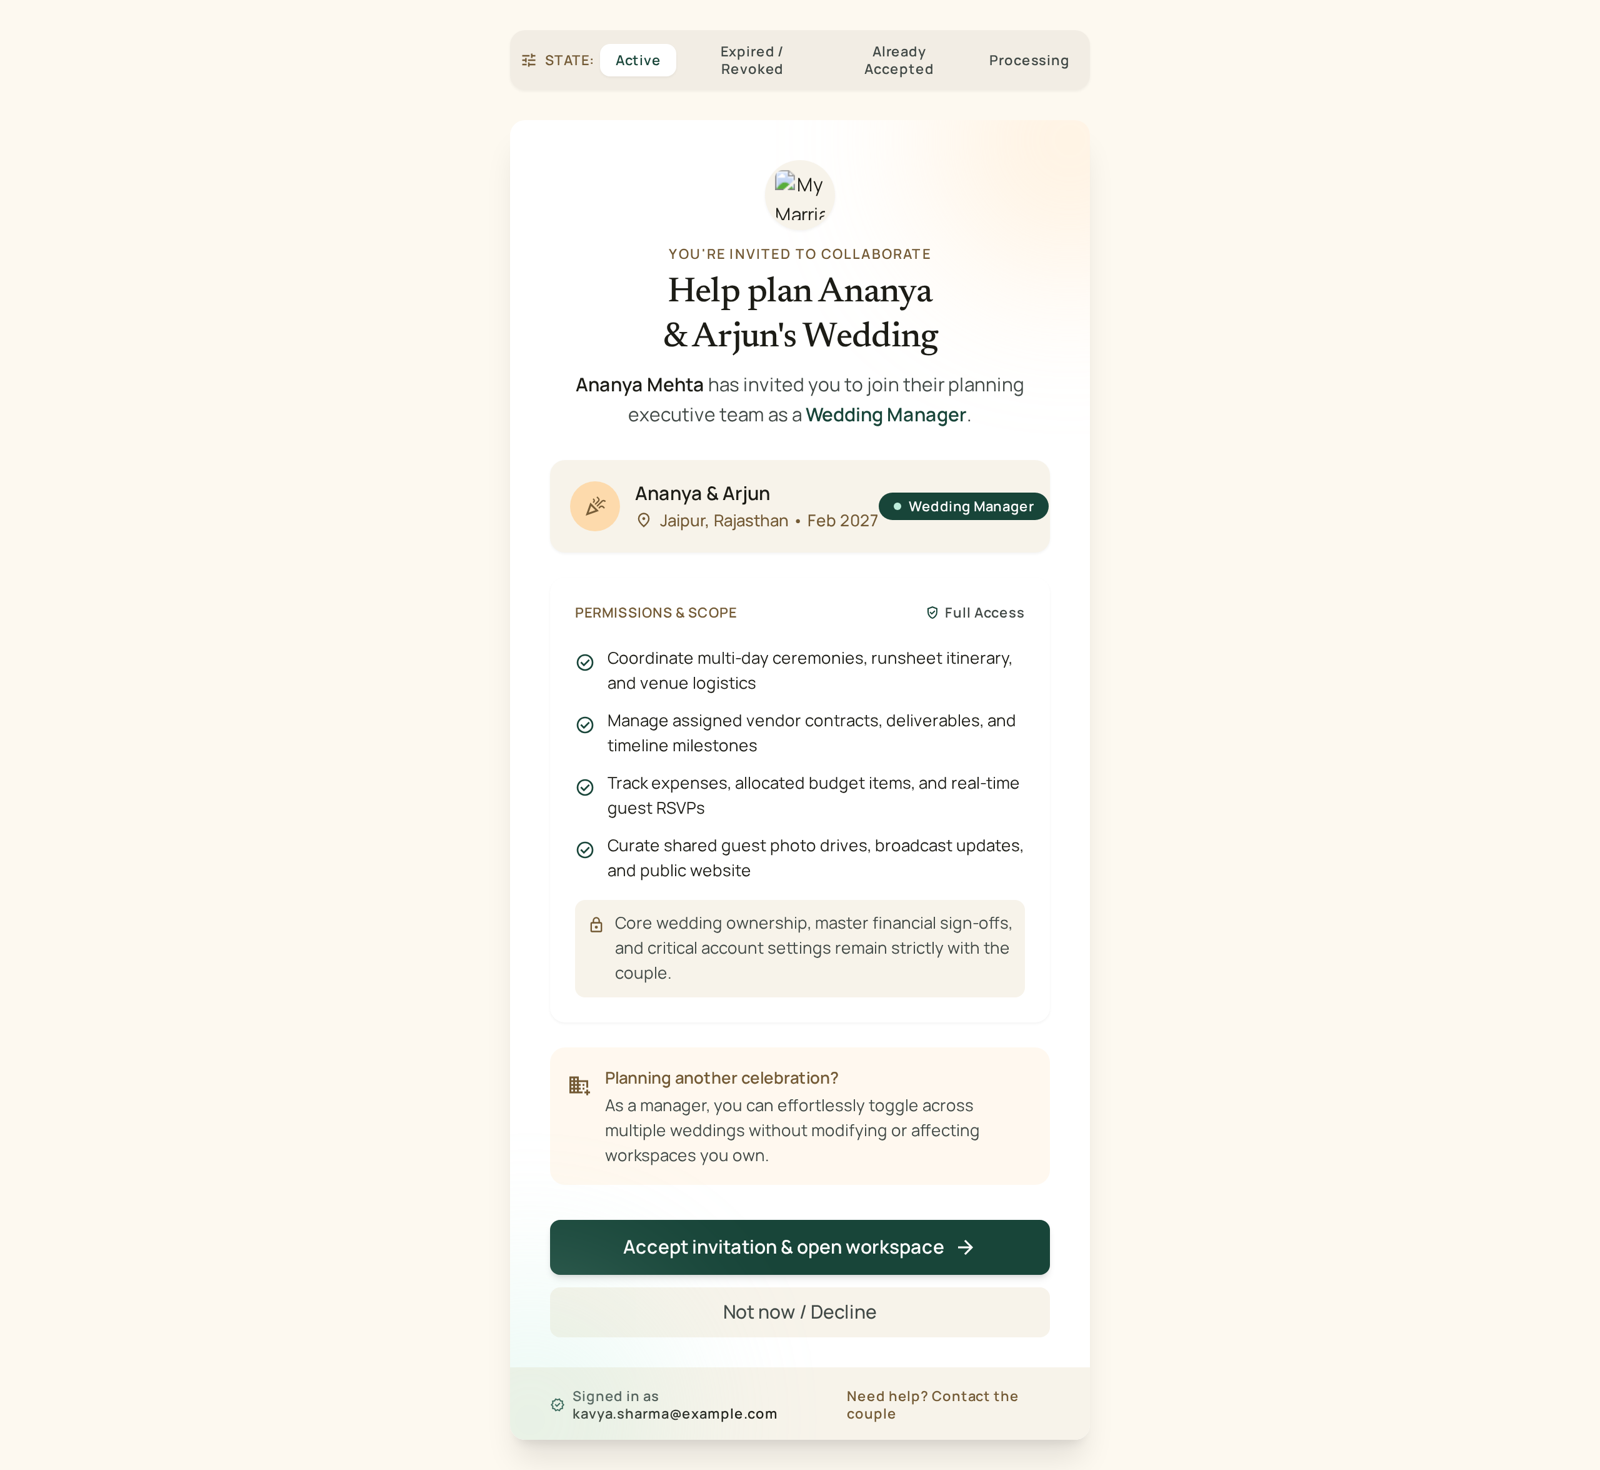 STATE:
Active
Expired /
Revoked
Already
Accepted
Processing
My
Marria
YOU'RE INVITED TO COLLABORATE
Help plan Ananya
& Arjun's Wedding
Ananya Mehta has invited you to join their planning
executive team as a Wedding Manager.
Ananya & Arjun
Jaipur, Rajasthan • Feb 2027
Wedding Manager
PERMISSIONS & SCOPE
Full Access
Coordinate multi-day ceremonies, runsheet itinerary,
and venue logistics
Manage assigned vendor contracts, deliverables, and
timeline milestones
Track expenses, allocated budget items, and real-time
guest RSVPs
Curate shared guest photo drives, broadcast updates,
and public website
Core wedding ownership, master financial sign-offs,
and critical account settings remain strictly with the
couple.
Planning another celebration?
As a manager, you can effortlessly toggle across
multiple weddings without modifying or affecting
workspaces you own.
Accept invitation & open workspace
Not now / Decline
Signed in as
kavya.sharma@example.com
Need help? Contact the
couple